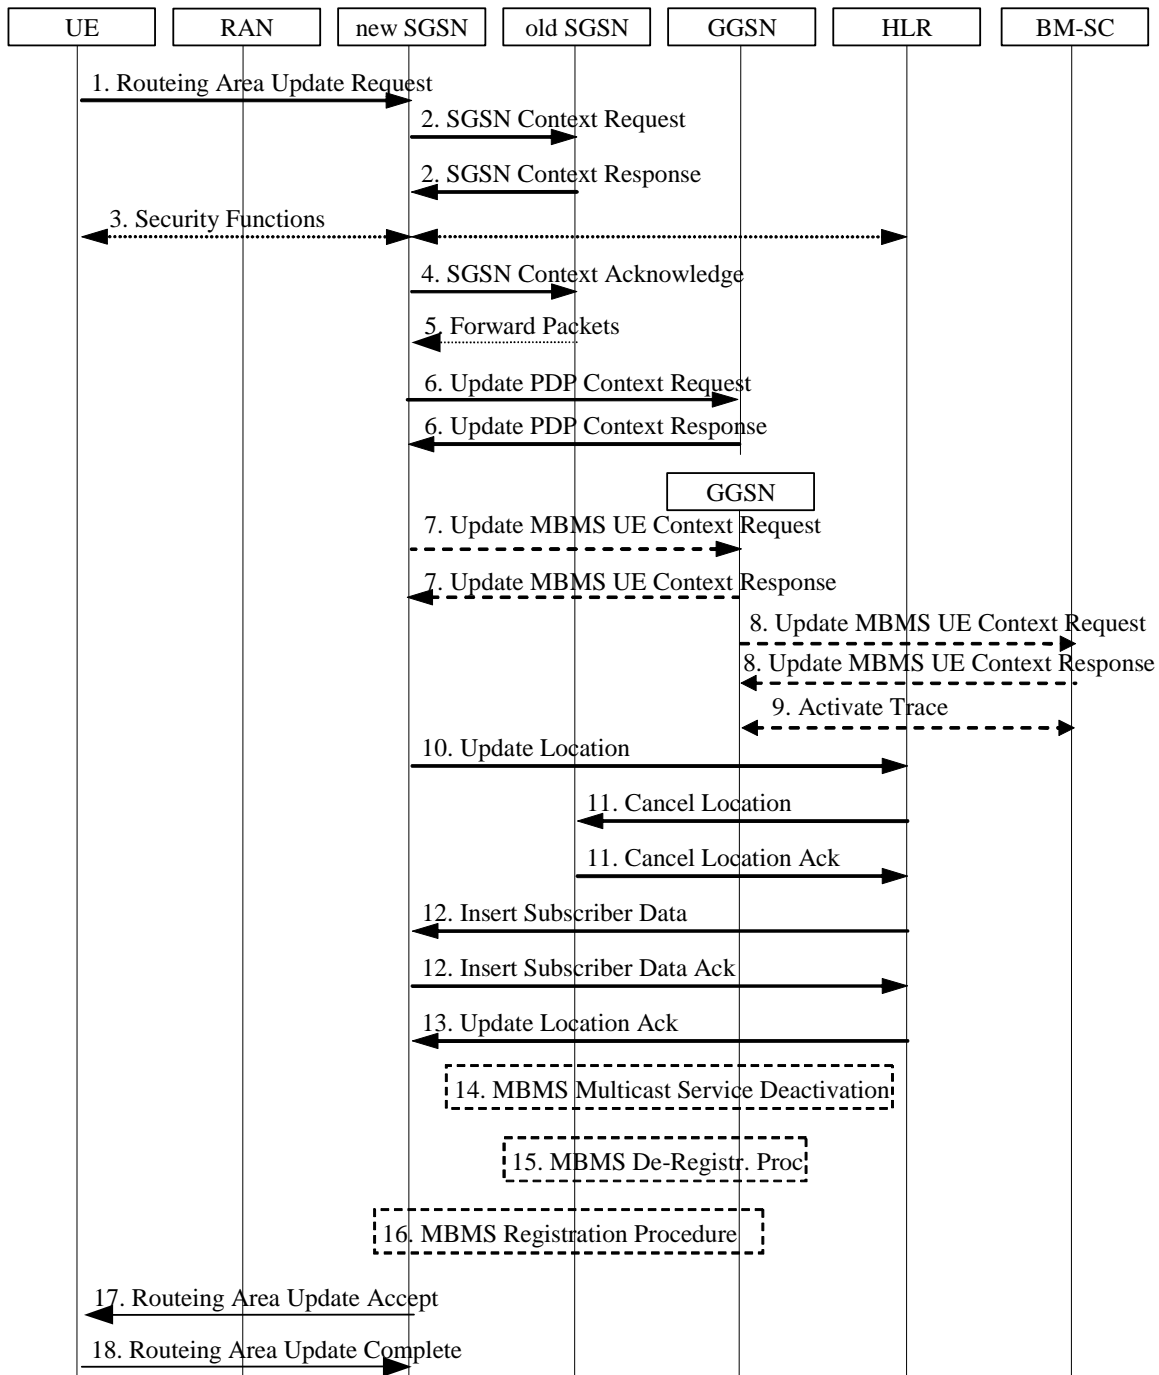 UE
RAN
new SGSN
old SGSN
GGSN
HLR
BM-SC
1. Routeing Area Update Request
2. SGSN Context Request
2. SGSN Context Response
3. Security Functions
4. SGSN Context Acknowledge
5. Forward Packets
6. Update PDP Context Request
6. Update PDP Context Response
GGSN
7. Update MBMS UE Context Request
7. Update MBMS UE Context Response
8. Update MBMS UE Context Request
8. Update MBMS UE Context Response
9. Activate Trace
10. Update Location
11. Cancel Location
11. Cancel Location Ack
12. Insert Subscriber Data
12. Insert Subscriber Data Ack
13. Update Location Ack
14. MBMS Multicast Service Deactivation
15. MBMS De-Registr. Proc
16. MBMS Registration Procedure
17. Routeing Area Update Accept
18. Routeing Area Update Complete